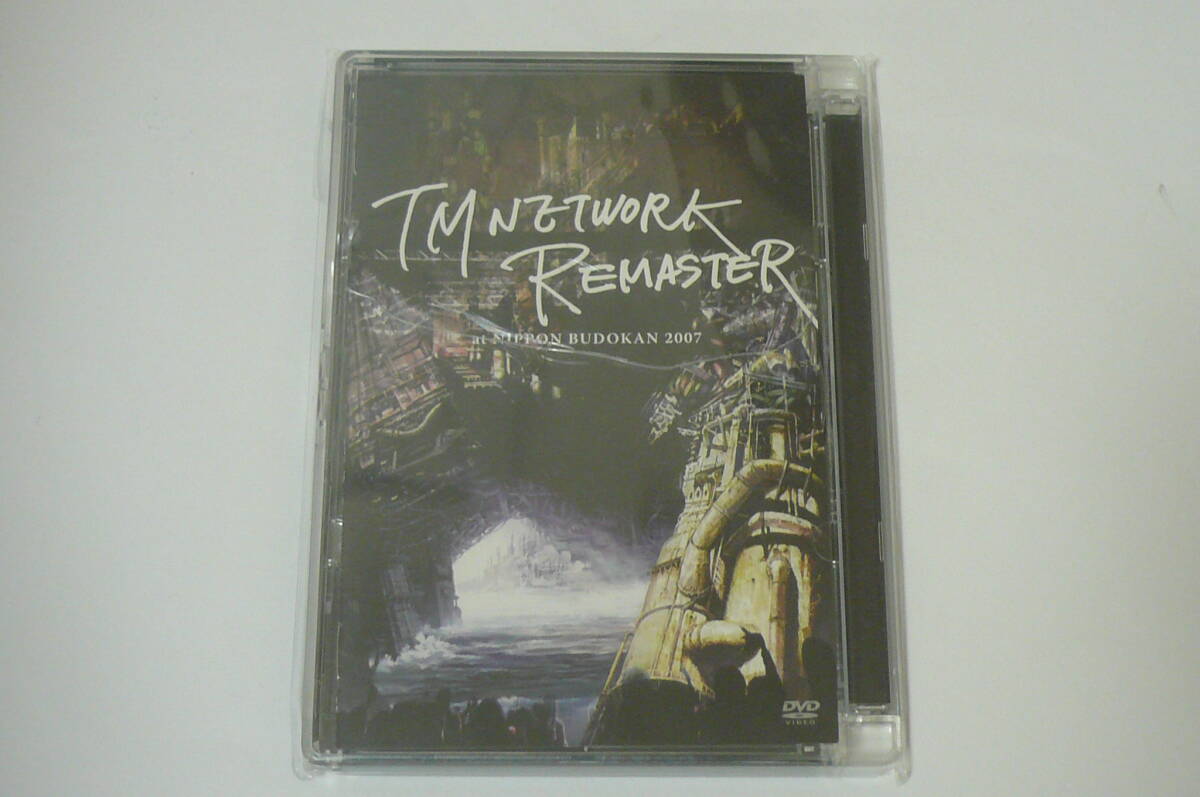 TM NETWORK
REMASTER
at NIPPON BUDOKAN 2007
DVD
VIDEO